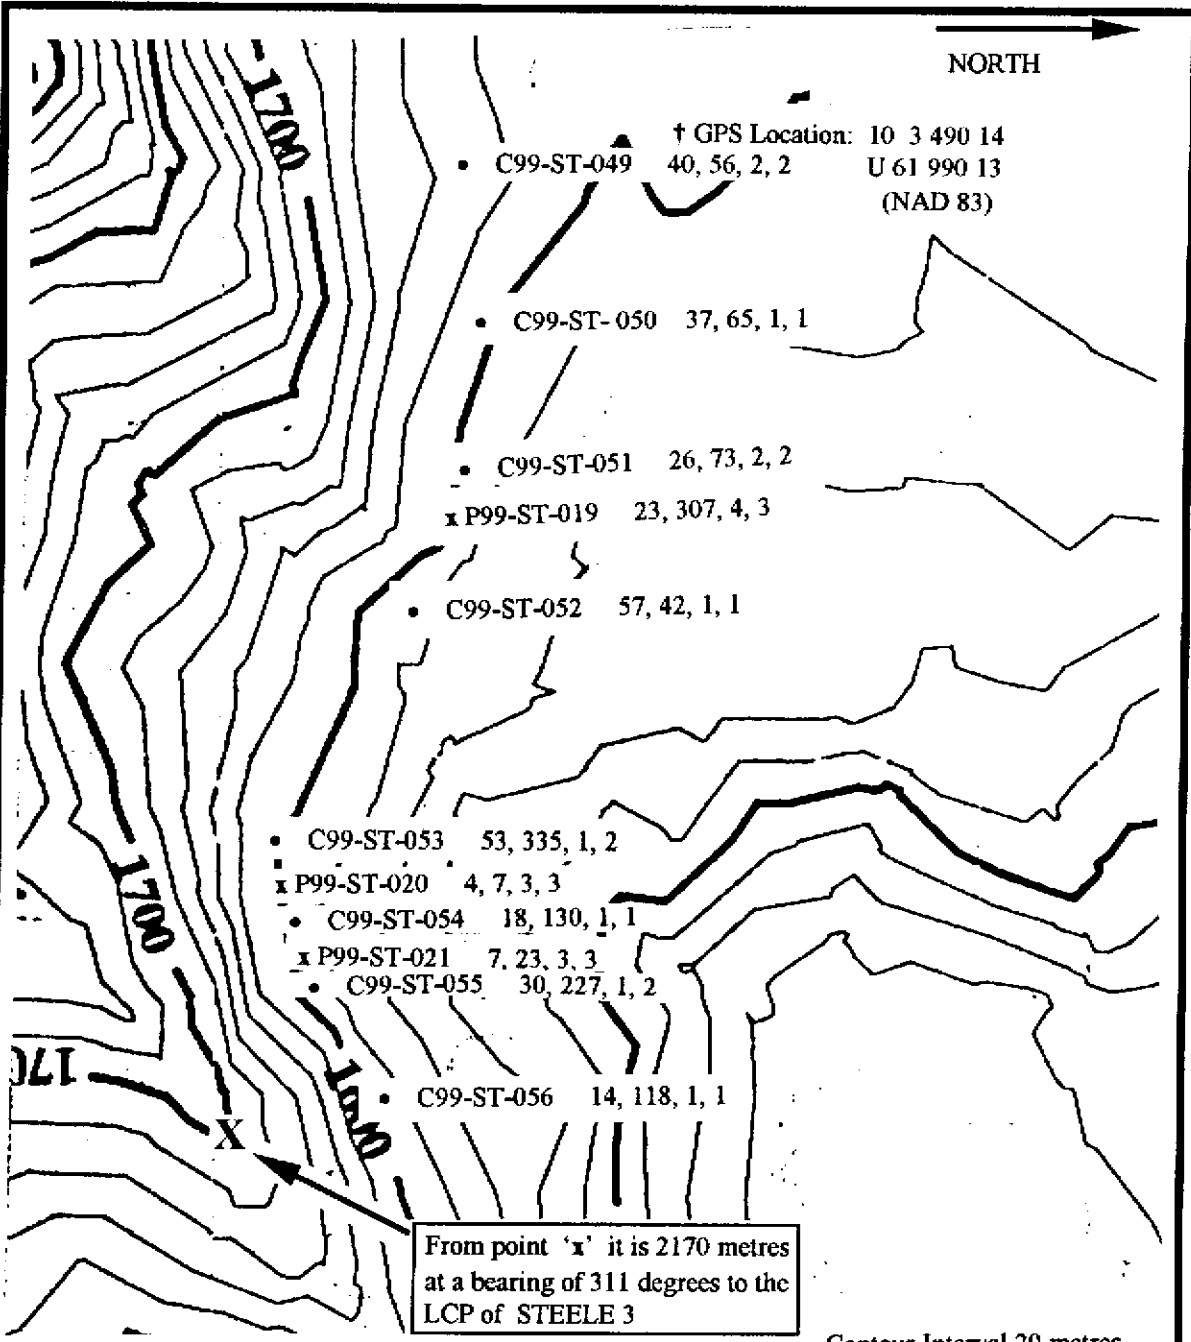 NORTH
1700
† GPS Location: 10 3 490 14
U 61 990 13
(NAD 83)
• C99-ST-049 40, 56, 2, 2
• C99-ST-050 37, 65, 1, 1
• C99-ST-051 26, 73, 2, 2
x P99-ST-019 23, 307, 4, 3
• C99-ST-052 57, 42, 1, 1
• C99-ST-053 53, 335, 1, 2
x P99-ST-020 4, 7, 3, 3
1700
• C99-ST-054 18, 130, 1, 1
x P99-ST-021 7, 23, 3, 3
• C99-ST-055 30, 227, 1, 2
170
• C99-ST-056 14, 118, 1, 1
X
From point ‘x’ it is 2170 metres
at a bearing of 311 degrees to the
LCP of STEELE 3
Contour Interval 20 metres